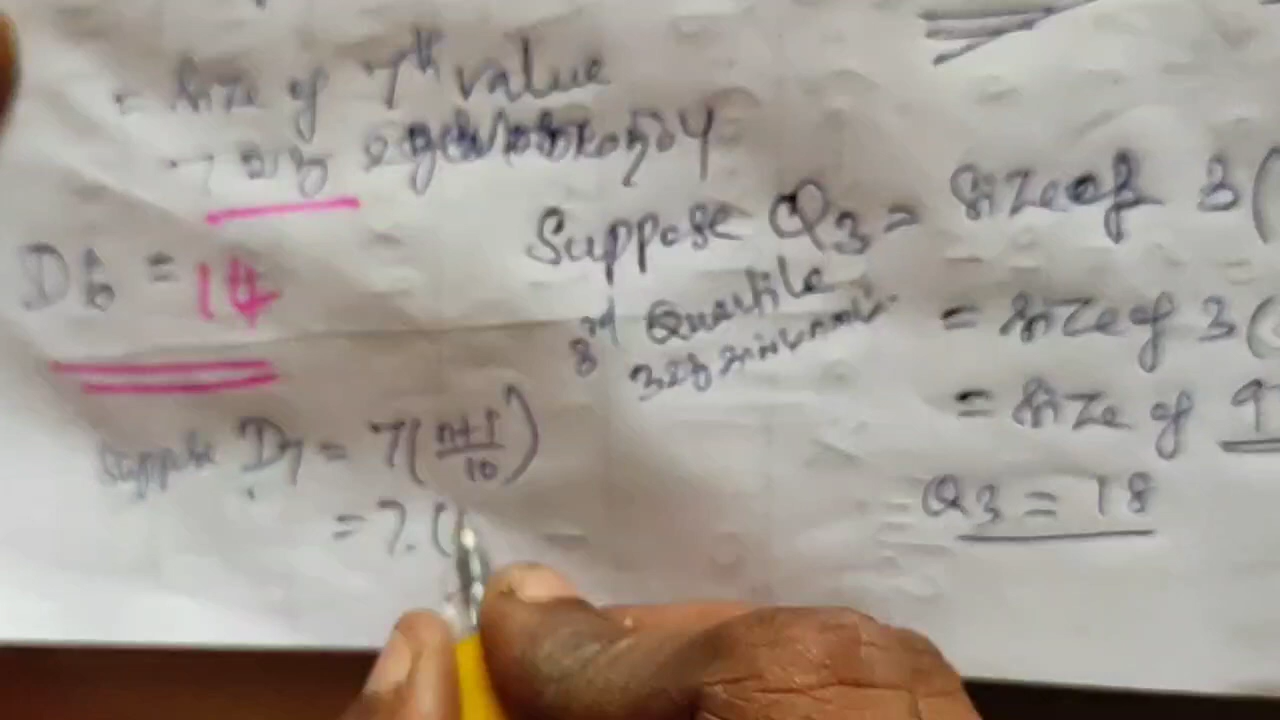 = size of 7th value
D6 = 14
Suppose D7 = 7(n+1/10)
= 7.(
Suppose Q3 = size of 3(
3rd Quartile
= size of 3(
= size of 9
Q3 = 18